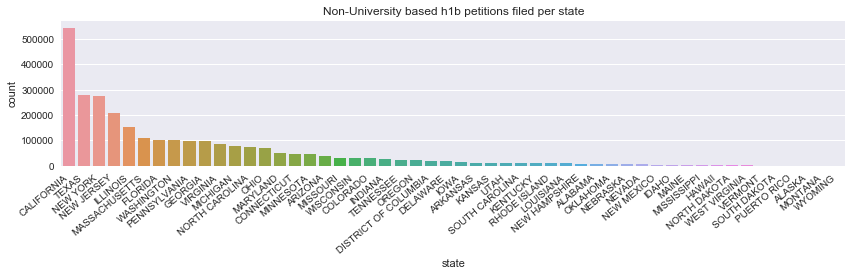 Non-University based h1b petitions filed per state
500000
400000
300000
200000
100000
0
count
CALIFORNIA
TEXAS
NEW YORK
NEW JERSEY
ILLINOIS
MASSACHUSETTS
FLORIDA
WASHINGTON
PENNSYLVANIA
GEORGIA
VIRGINIA
MICHIGAN
NORTH CAROLINA
OHIO
MARYLAND
CONNECTICUT
MINNESOTA
ARIZONA
MISSOURI
WISCONSIN
COLORADO
INDIANA
TENNESSEE
OREGON
DISTRICT OF COLUMBIA
DELAWARE
IOWA
ARKANSAS
KANSAS
UTAH
SOUTH CAROLINA
KENTUCKY
RHODE ISLAND
LOUISIANA
NEW HAMPSHIRE
ALABAMA
OKLAHOMA
NEBRASKA
NEVADA
NEW MEXICO
IDAHO
MAINE
MISSISSIPPI
HAWAII
NORTH DAKOTA
WEST VIRGINIA
VERMONT
SOUTH DAKOTA
PUERTO RICO
ALASKA
MONTANA
WYOMING
state